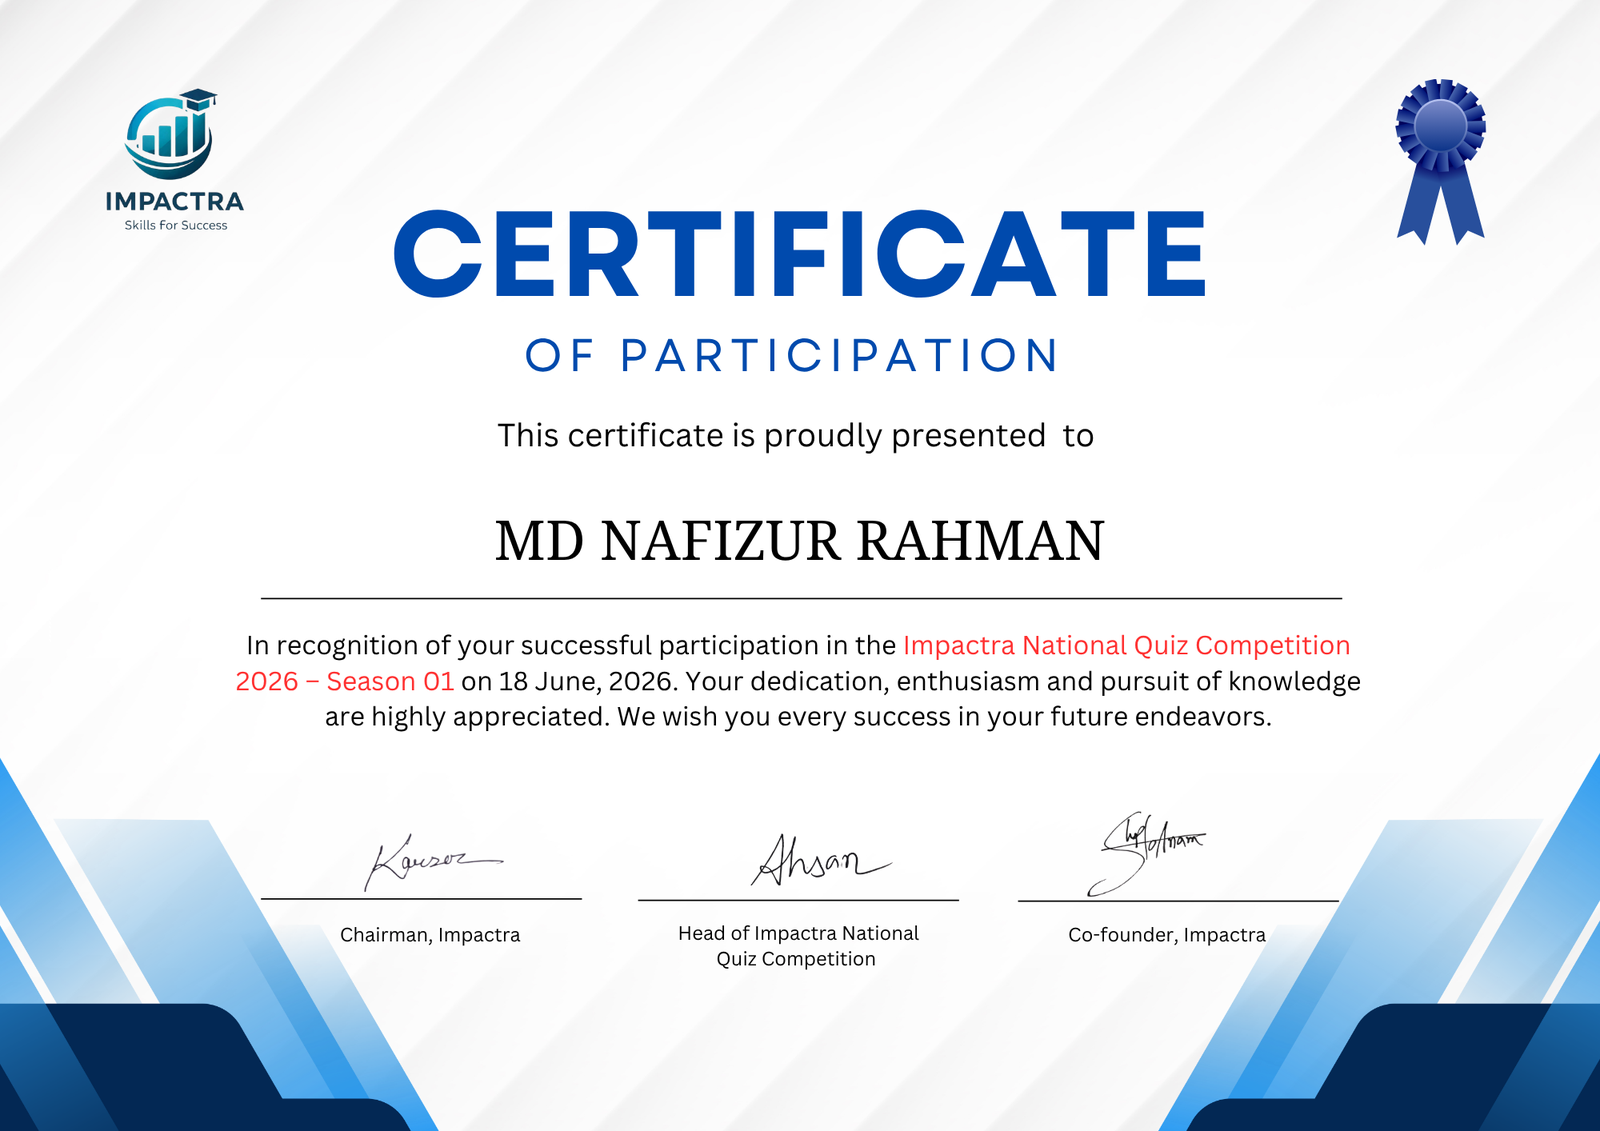 IMPACTRA
Skills For Success
CERTIFICATE
OF PARTICIPATION
This certificate is proudly presented to
MD NAFIZUR RAHMAN
In recognition of your successful participation in the Impactra National Quiz Competition
2026 – Season 01 on 18 June, 2026. Your dedication, enthusiasm and pursuit of knowledge
are highly appreciated. We wish you every success in your future endeavors.
Kawsar
Ahsan
Chairman, Impactra
Head of Impactra National
Quiz Competition
Co-founder, Impactra